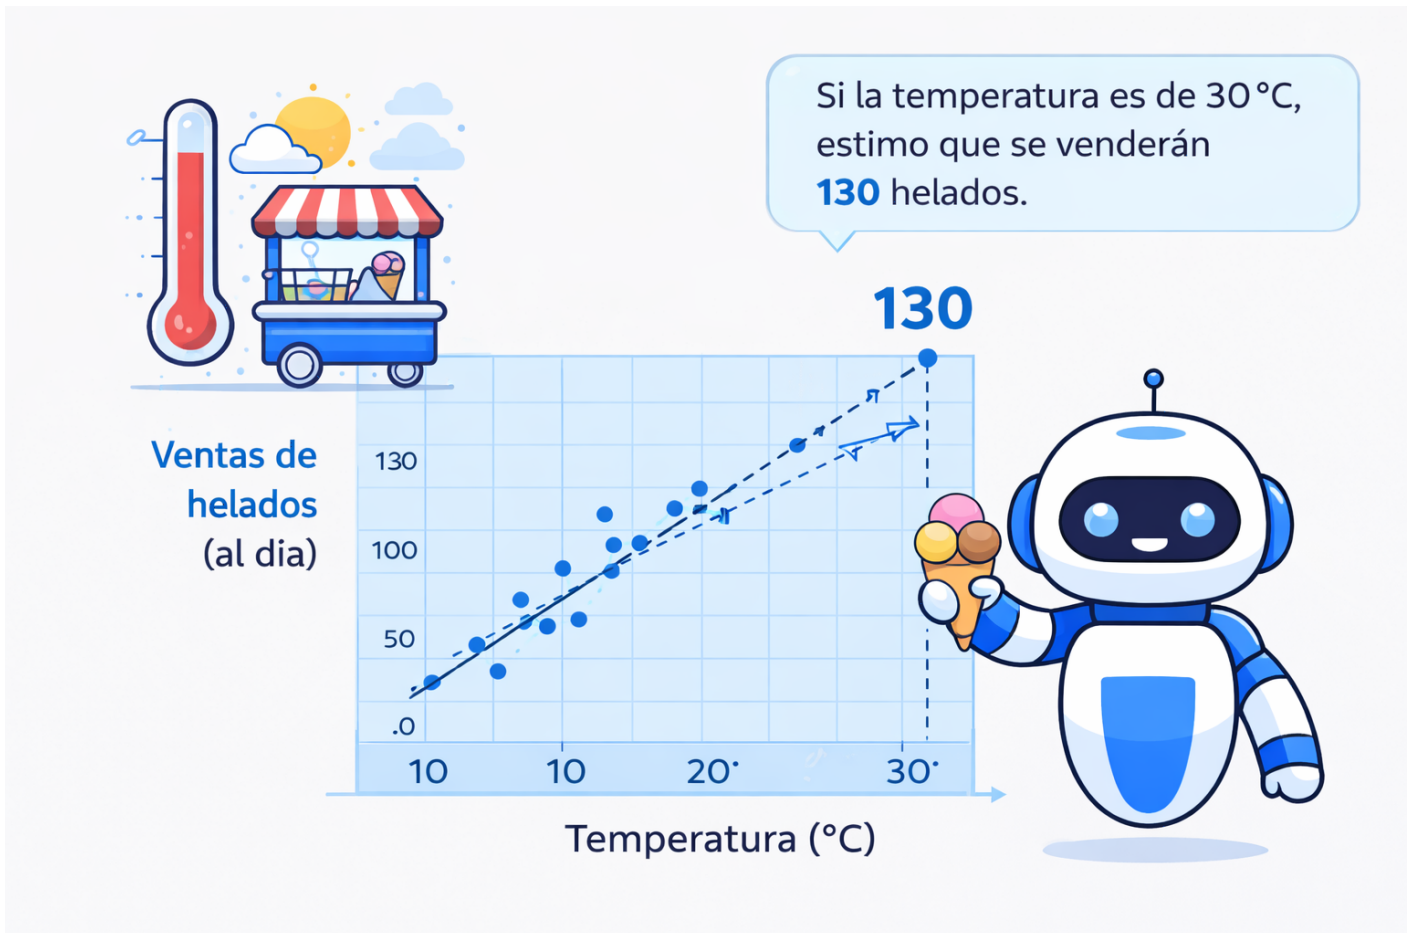 Si la temperatura es de 30°C,
estimo que se venderán
130 helados.
130
Ventas de
helados
(al dia)
130
100
50
.0
10
10
20•
30•
Temperatura (°C)